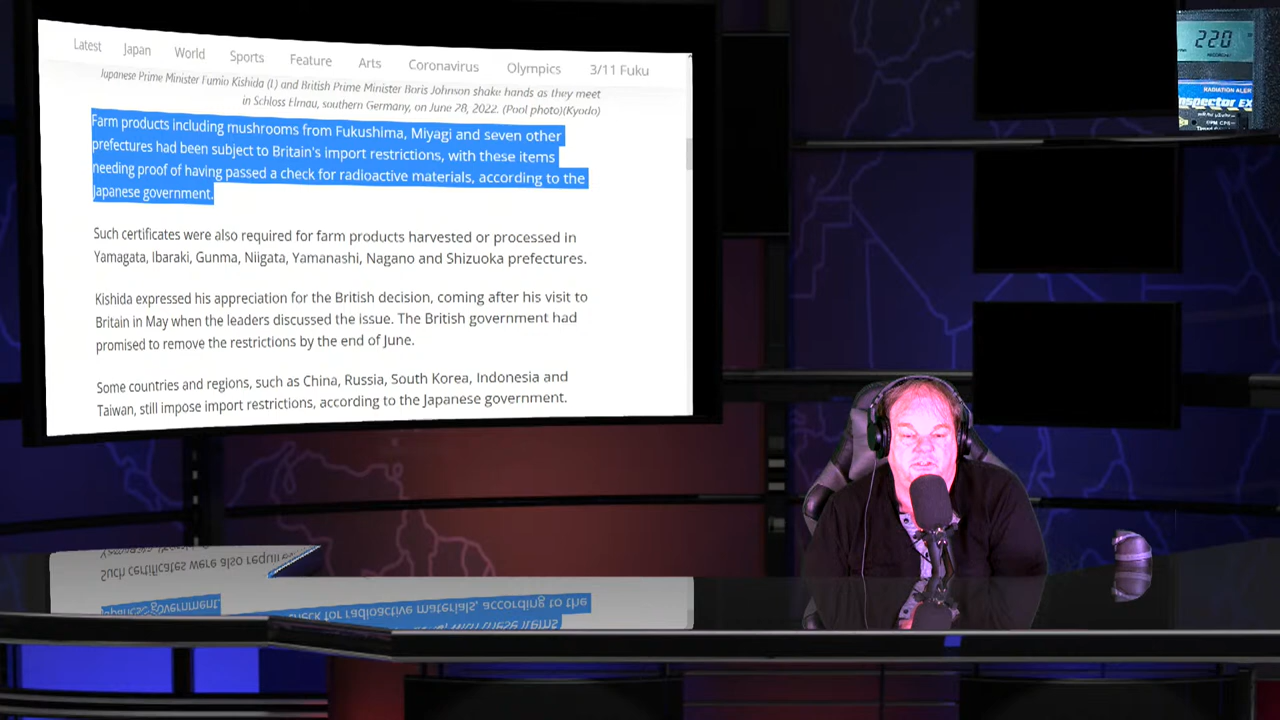 Latest Japan World Sports Feature Arts Coronavirus Olympics 3/11 Fuku
Japanese Prime Minister Fumio Kishida (L) and British Prime Minister Boris Johnson shake hands as they meet
in Schloss Elmau, southern Germany, on June 28, 2022. (Pool photo)(Kyodo)
Farm products including mushrooms from Fukushima, Miyagi and seven other
prefectures had been subject to Britain's import restrictions, with these items
needing proof of having passed a check for radioactive materials, according to the
Japanese government.
Such certificates were also required for farm products harvested or processed in
Yamagata, Ibaraki, Gunma, Niigata, Yamanashi, Nagano and Shizuoka prefectures.
Kishida expressed his appreciation for the British decision, coming after his visit to
Britain in May when the leaders discussed the issue. The British government had
promised to remove the restrictions by the end of June.
Some countries and regions, such as China, Russia, South Korea, Indonesia and
Taiwan, still impose import restrictions, according to the Japanese government.
220
RADIATION ALER
Inspector EX